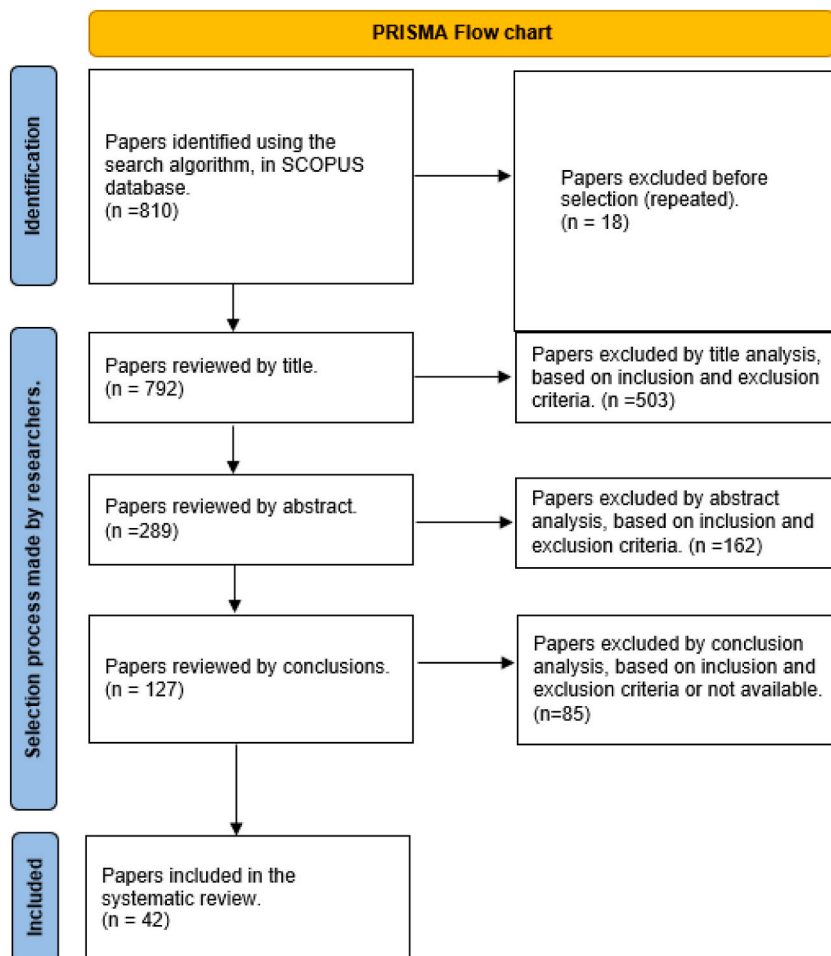 PRISMA Flow chart
Identification
Papers identified using the
search algorithm, in SCOPUS
database.
(n =810)
Papers excluded before
selection (repeated).
(n = 18)
Selection process made by researchers.
Papers reviewed by title.
(n = 792)
Papers excluded by title analysis,
based on inclusion and exclusion
criteria. (n =503)
Papers reviewed by abstract.
(n =289)
Papers excluded by abstract
analysis, based on inclusion and
exclusion criteria. (n =162)
Papers reviewed by conclusions.
(n = 127)
Papers excluded by conclusion
analysis, based on inclusion and
exclusion criteria or not available.
(n=85)
Included
Papers included in the
systematic review.
(n = 42)